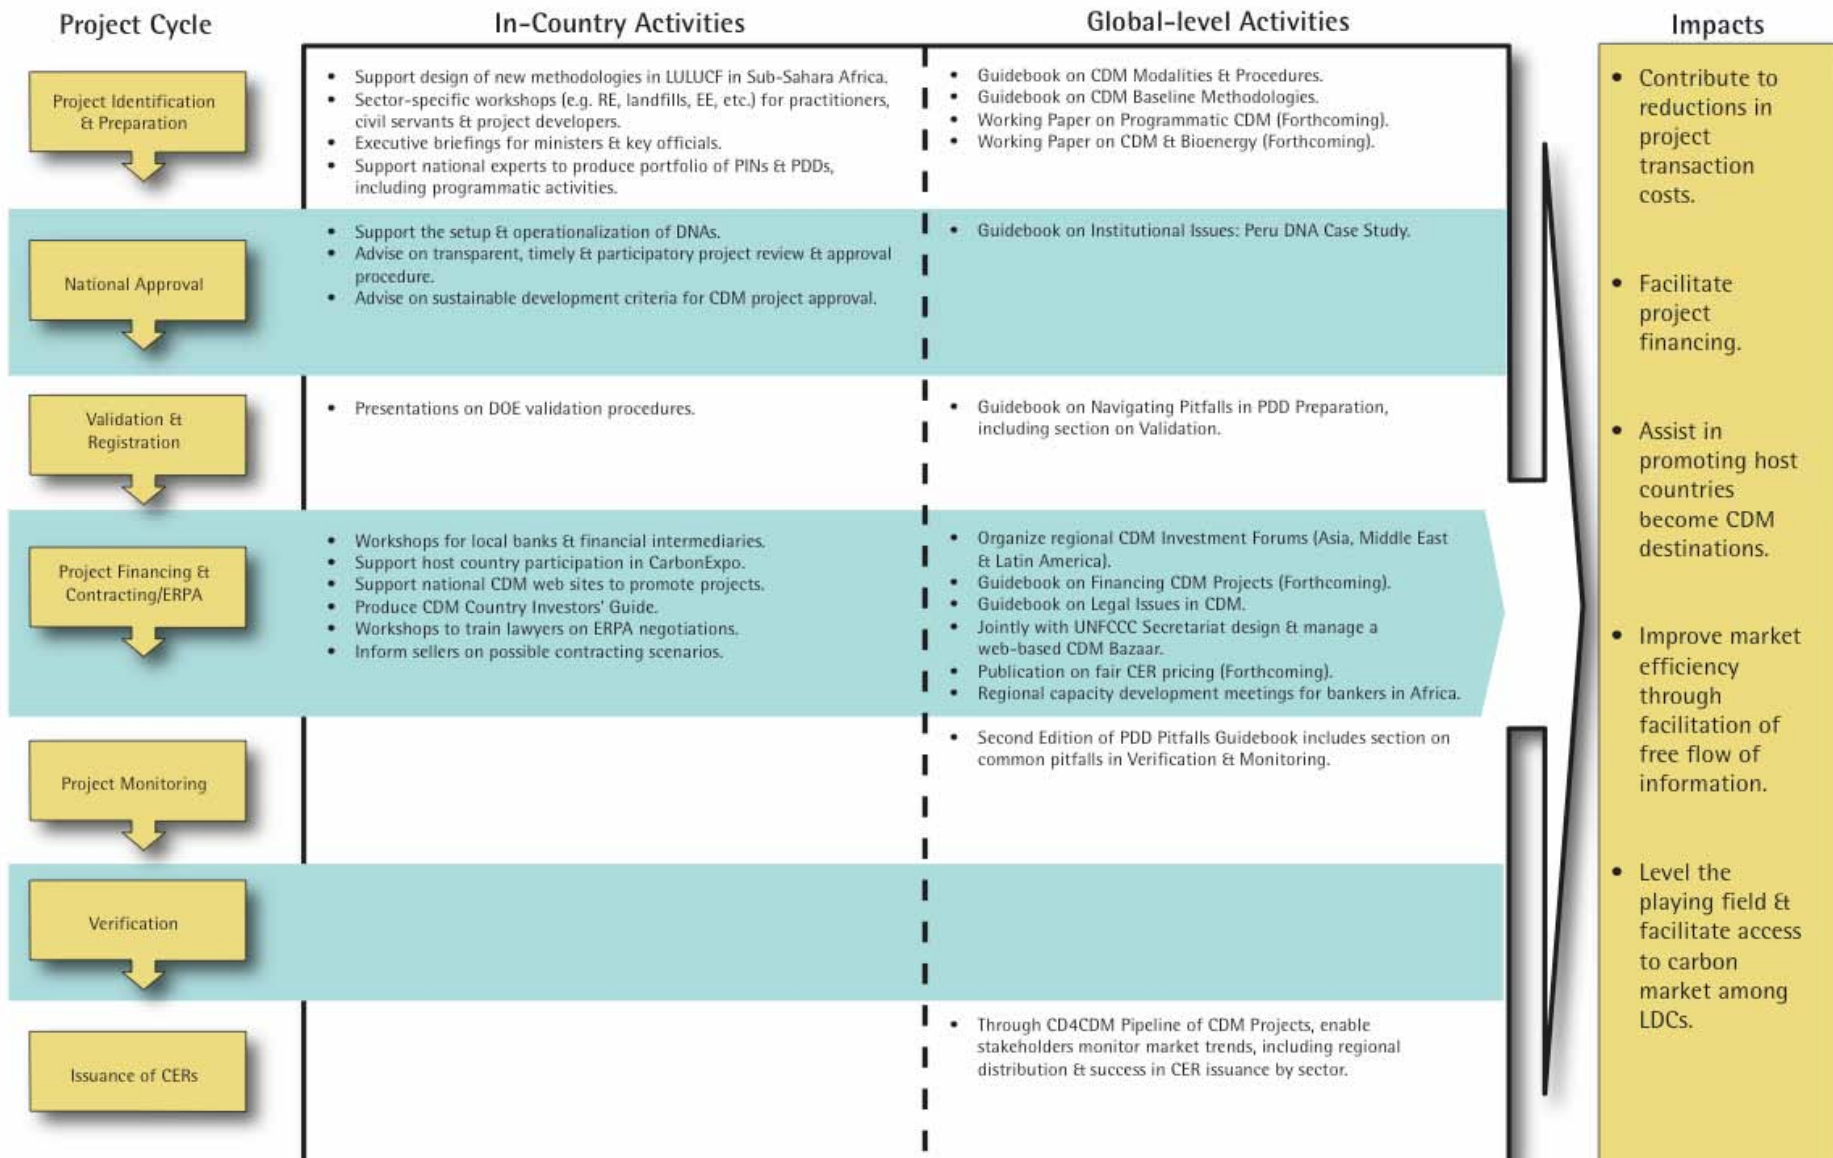 Project Cycle
In-Country Activities
Global-level Activities
Impacts
Project Identification
& Preparation
• Support design of new methodologies in LULUCF in Sub-Sahara Africa.
• Sector-specific workshops (e.g. RE, landfills, EE, etc.) for practitioners,
civil servants & project developers.
• Executive briefings for ministers & key officials.
• Support national experts to produce portfolio of PINs & PDDs,
including programmatic activities.
• Guidebook on CDM Modalities & Procedures.
• Guidebook on CDM Baseline Methodologies.
• Working Paper on Programmatic CDM (Forthcoming).
• Working Paper on CDM & Bioenergy (Forthcoming).
National Approval
• Support the setup & operationalization of DNAs.
• Advise on transparent, timely & participatory project review & approval
procedure.
• Advise on sustainable development criteria for CDM project approval.
• Guidebook on Institutional Issues: Peru DNA Case Study.
Validation &
Registration
• Presentations on DOE validation procedures.
• Guidebook on Navigating Pitfalls in PDD Preparation,
including section on Validation.
Project Financing &
Contracting/ERPA
• Workshops for local banks & financial intermediaries.
• Support host country participation in CarbonExpo.
• Support national CDM web sites to promote projects.
• Produce CDM Country Investors' Guide.
• Workshops to train lawyers on ERPA negotiations.
• Inform sellers on possible contracting scenarios.
• Organize regional CDM Investment Forums (Asia, Middle East
& Latin America).
• Guidebook on Financing CDM Projects (Forthcoming).
• Guidebook on Legal Issues in CDM.
• Jointly with UNFCCC Secretariat design & manage a
web-based CDM Bazaar.
• Publication on fair CER pricing (Forthcoming).
• Regional capacity development meetings for bankers in Africa.
Project Monitoring
• Second Edition of PDD Pitfalls Guidebook includes section on
common pitfalls in Verification & Monitoring.
Verification
Issuance of CERs
• Through CD4CDM Pipeline of CDM Projects, enable
stakeholders monitor market trends, including regional
distribution & success in CER issuance by sector.
• Contribute to
reductions in
project
transaction
costs.
• Facilitate
project
financing.
• Assist in
promoting host
countries
become CDM
destinations.
• Improve market
efficiency
through
facilitation of
free flow of
information.
• Level the
playing field &
facilitate access
to carbon
market among
LDCs.